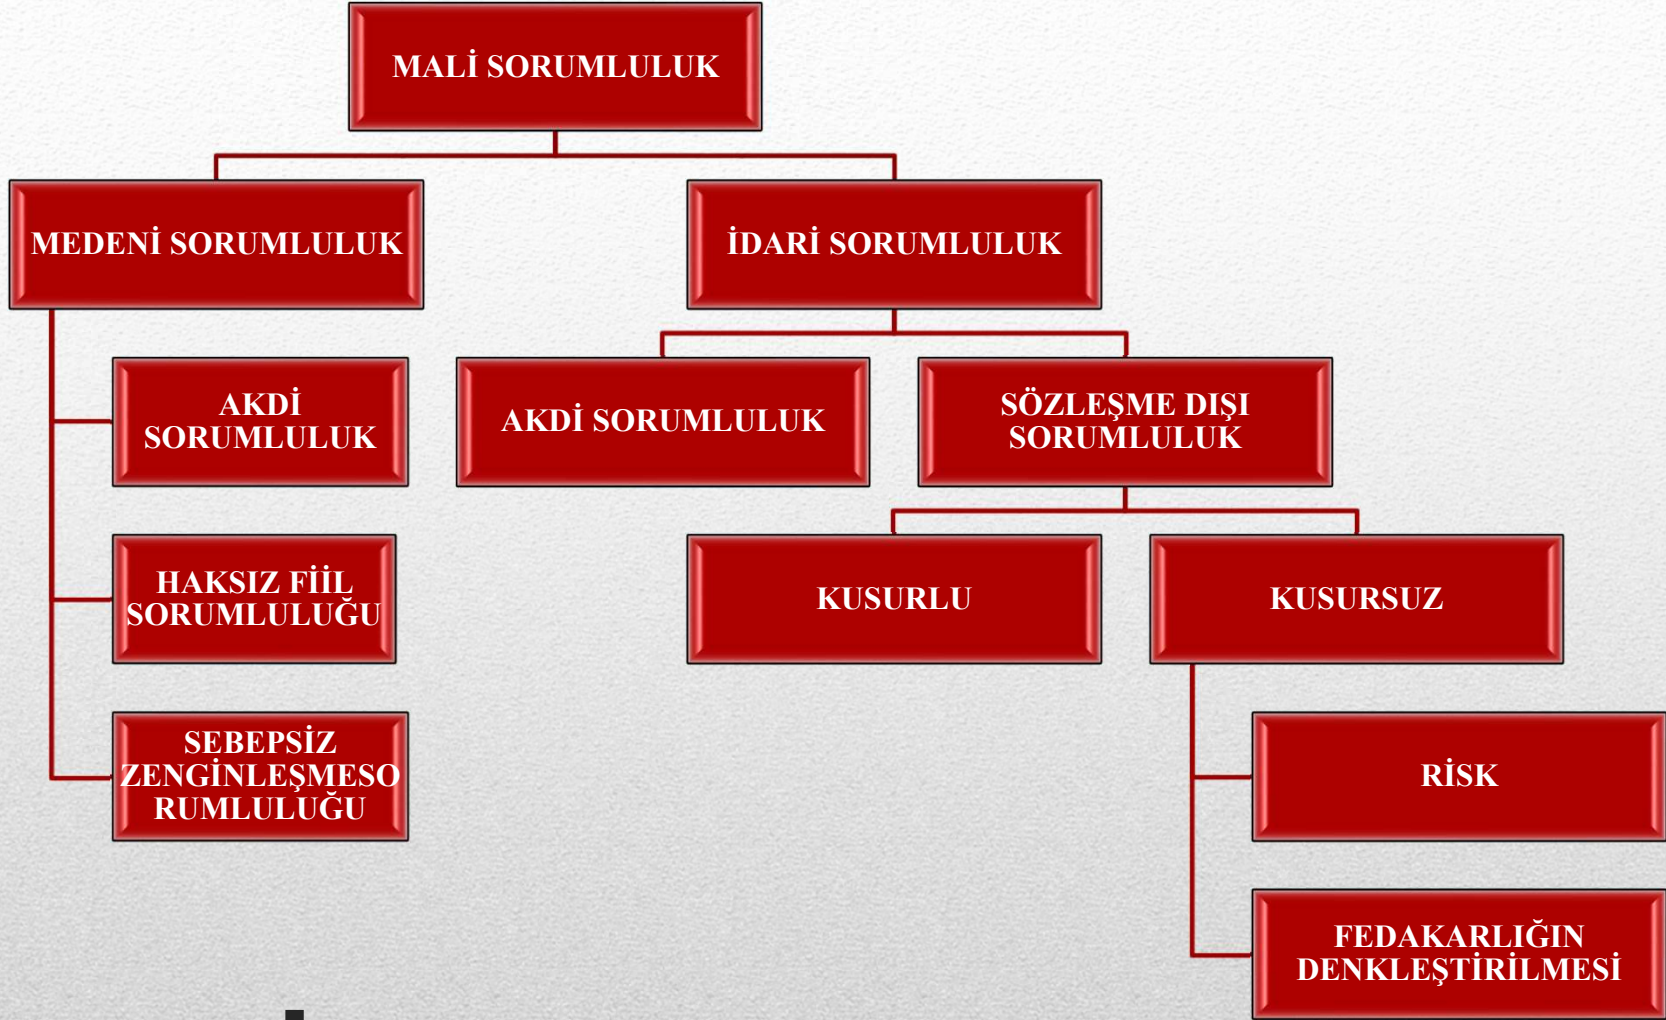 MALİ SORUMLULUK
MEDENİ SORUMLULUK
İDARİ SORUMLULUK
AKDİ
SORUMLULUK
AKDİ SORUMLULUK
SÖZLEŞME DIŞI
SORUMLULUK
HAKSIZ FİİL
SORUMLULUĞU
KUSURLU
KUSURSUZ
SEBEPSİZ
ZENGİNLEŞMESO
RUMLULUĞU
RİSK
FEDAKARLIĞIN
DENKLEŞTİRİLMESİ